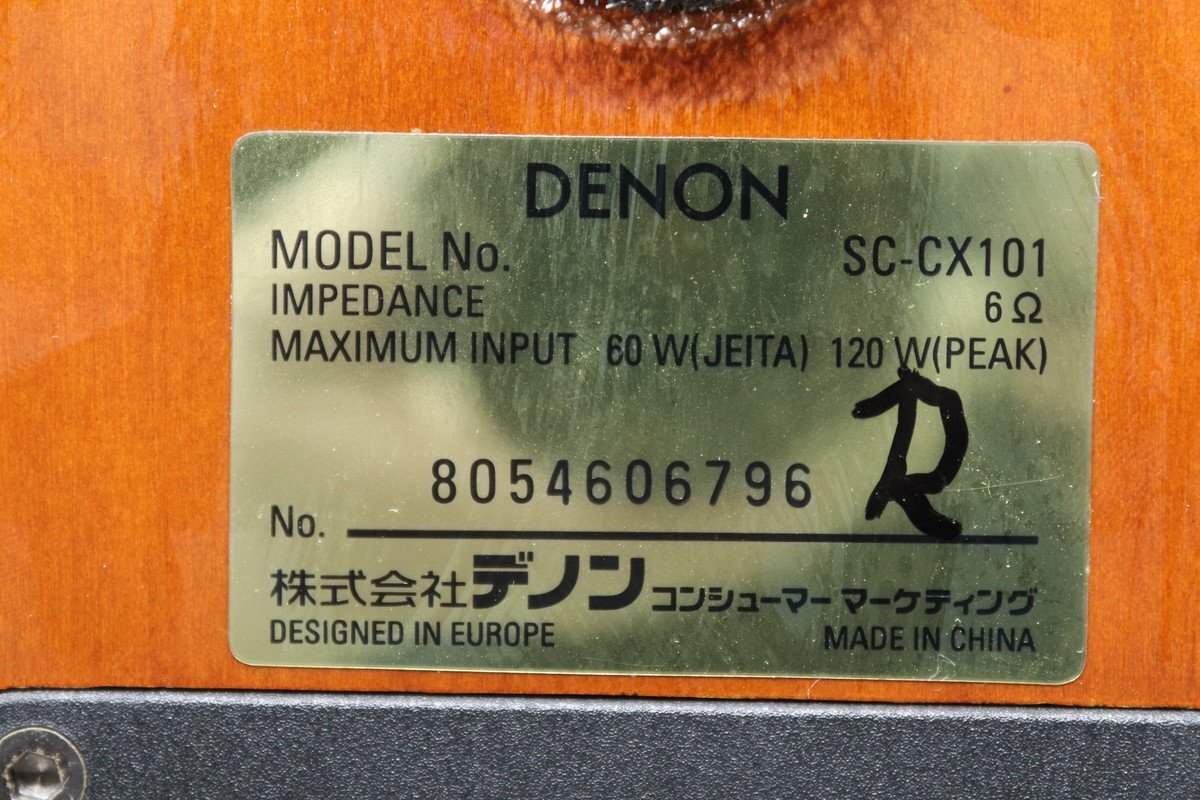 DENON
MODEL No. SC-CX101
IMPEDANCE 6Ω
MAXIMUM INPUT 60 W(JEITA) 120 W(PEAK)
R
8054606796
No.
株式会社デノン コンシューマー マーケティング
DESIGNED IN EUROPE MADE IN CHINA